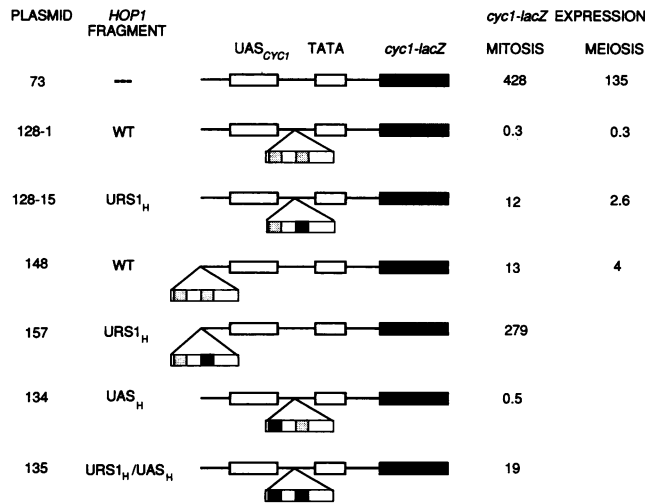 PLASMID HOP1 FRAGMENT cyc1-lacZ EXPRESSION
UAS_CYC1 TATA cyc1-lacZ MITOSIS MEIOSIS
73 --- 428 135
128-1 WT 0.3 0.3
128-15 URS1_H 12 2.6
148 WT 13 4
157 URS1_H 279
134 UAS_H 0.5
135 URS1_H/UAS_H 19